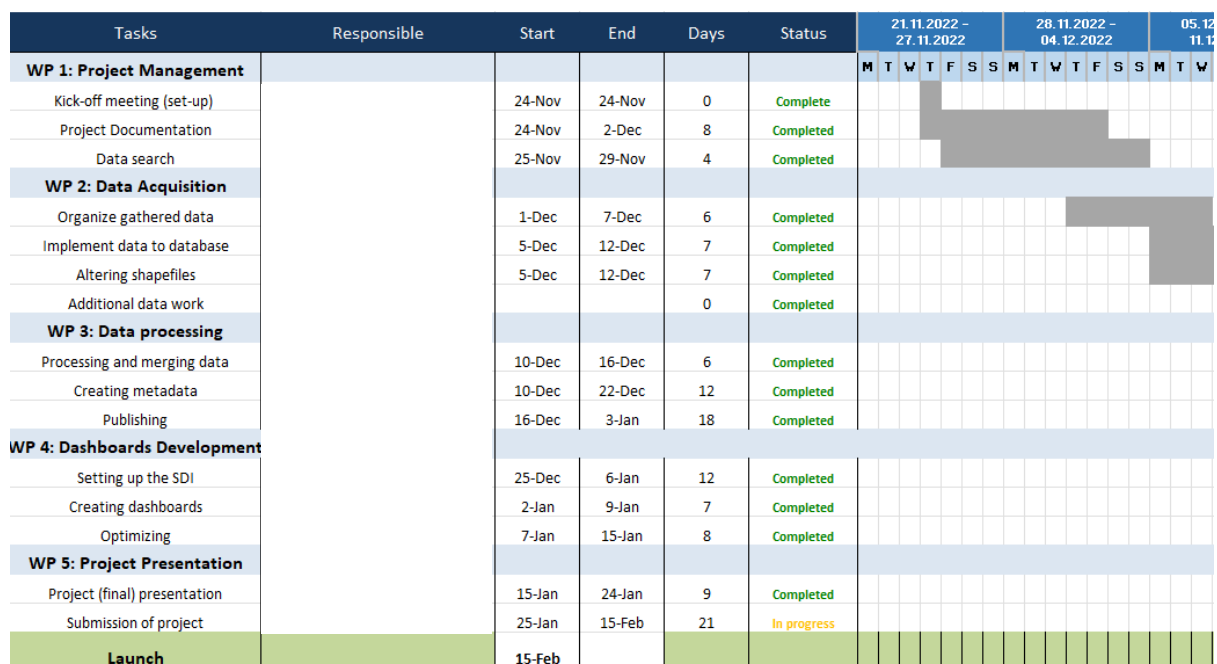 Tasks Responsible Start End Days Status 21.11.2022 - 27.11.2022 28.11.2022 - 04.12.2022
WP 1: Project Management M T W T F S S M T W T F S S M T W
Kick-off meeting (set-up) 24-Nov 24-Nov 0 Complete
Project Documentation 24-Nov 2-Dec 8 Completed
Data search 25-Nov 29-Nov 4 Completed
WP 2: Data Acquisition
Organize gathered data 1-Dec 7-Dec 6 Completed
Implement data to database 5-Dec 12-Dec 7 Completed
Altering shapefiles 5-Dec 12-Dec 7 Completed
Additional data work 0 Completed
WP 3: Data processing
Processing and merging data 10-Dec 16-Dec 6 Completed
Creating metadata 10-Dec 22-Dec 12 Completed
Publishing 16-Dec 3-Jan 18 Completed
WP 4: Dashboards Development
Setting up the SDI 25-Dec 6-Jan 12 Completed
Creating dashboards 2-Jan 9-Jan 7 Completed
Optimizing 7-Jan 15-Jan 8 Completed
WP 5: Project Presentation
Project (final) presentation 15-Jan 24-Jan 9 Completed
Submission of project 25-Jan 15-Feb 21 In progress
Launch 15-Feb